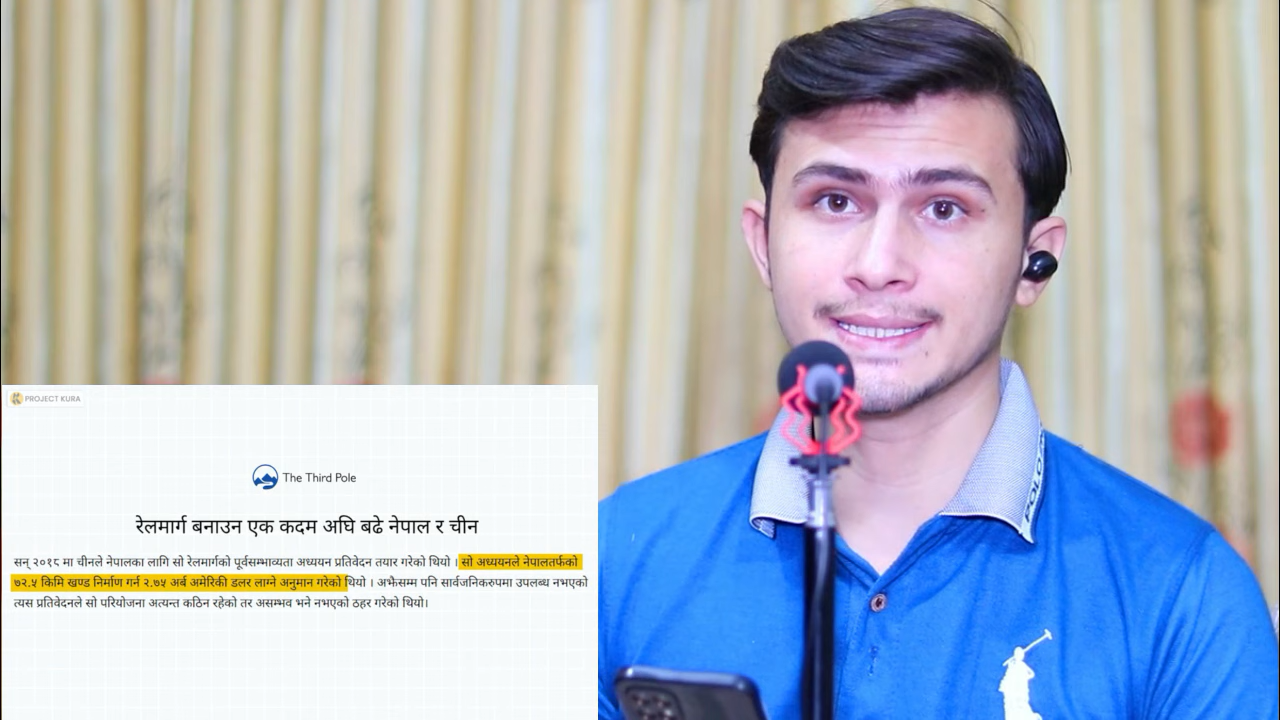 PROJECT KURA
The Third Pole
रेलमार्ग बनाउन एक कदम अघि बढे नेपाल र चीन
सन् २०१८ मा चीनले नेपालका लागि सो रेलमार्गको पूर्वसम्भाव्यता अध्ययन प्रतिवेदन तयार गरेको थियो । सो अध्ययनले नेपालतर्फको
७२.५ किमि खण्ड निर्माण गर्न २.७५ अर्ब अमेरिकी डलर लाग्ने अनुमान गरेको थियो । अझैसम्म पनि सार्वजनिकरुपमा उपलब्ध नभएको
त्यस प्रतिवेदनले सो परियोजना अत्यन्त कठिन रहेको तर असम्भव भने नभएको ठहर गरेको थियो।
POLO